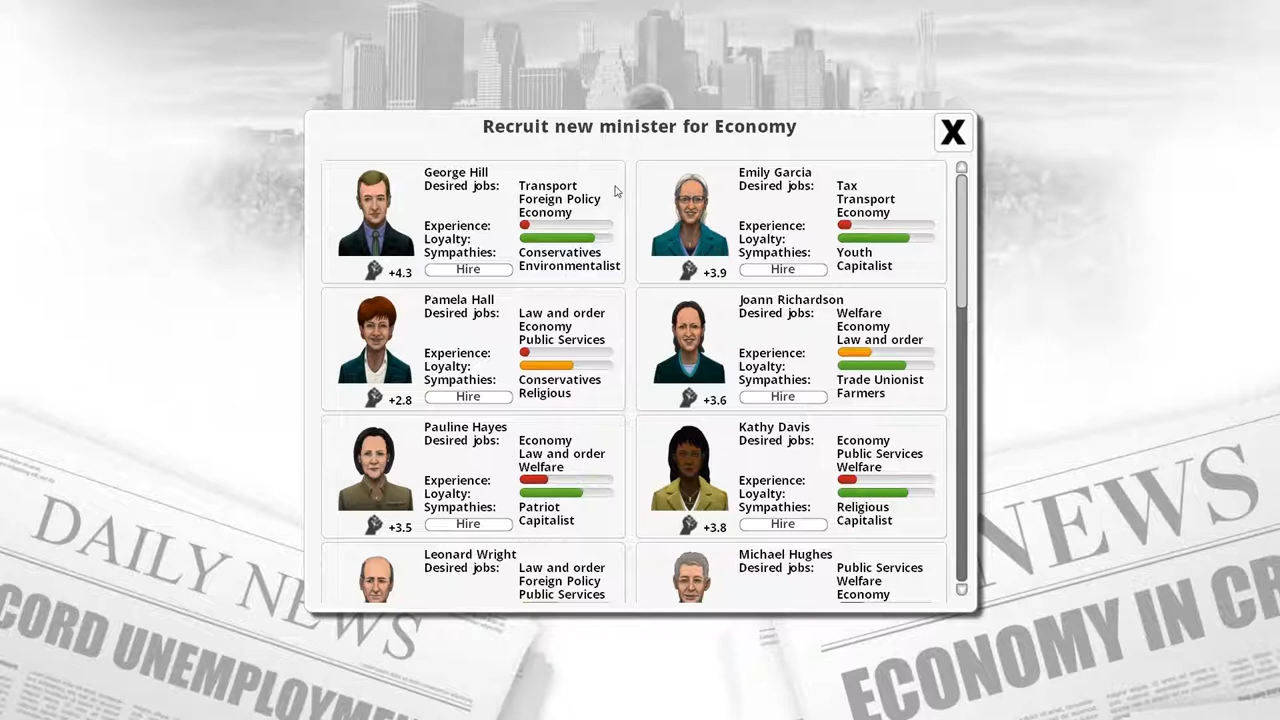 Recruit new minister for Economy
X
George Hill
Desired jobs: Transport
Foreign Policy
Economy
Experience:
Loyalty:
Sympathies: Conservatives
Environmentalist
+4.3 Hire
Emily Garcia
Desired jobs: Tax
Transport
Economy
Experience:
Loyalty:
Sympathies: Youth
Capitalist
+3.9 Hire
Pamela Hall
Desired jobs: Law and order
Economy
Public Services
Experience:
Loyalty:
Sympathies: Conservatives
Religious
+2.8 Hire
Joann Richardson
Desired jobs: Welfare
Economy
Law and order
Experience:
Loyalty:
Sympathies: Trade Unionist
Farmers
+3.6 Hire
Pauline Hayes
Desired jobs: Economy
Law and order
Welfare
Experience:
Loyalty:
Sympathies: Patriot
Capitalist
+3.5 Hire
Kathy Davis
Desired jobs: Economy
Public Services
Welfare
Experience:
Loyalty:
Sympathies: Religious
Capitalist
+3.8 Hire
Leonard Wright
Desired jobs: Law and order
Foreign Policy
Public Services
Michael Hughes
Desired jobs: Public Services
Welfare
Economy
DAILY NEWS
CORD UNEMPLOYME
NEWS
ECONOMY IN CR